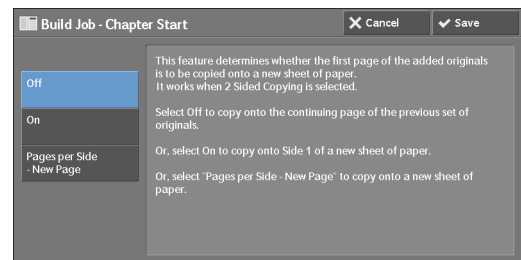 Build Job - Chapter Start
Cancel
Save
Off
On
Pages per Side
- New Page
This feature determines whether the first page of the added originals
is to be copied onto a new sheet of paper.
It works when 2 Sided Copying is selected.
Select Off to copy onto the continuing page of the previous set of
originals.
Or, select On to copy onto Side 1 of a new sheet of paper.
Or, select "Pages per Side - New Page" to copy onto a new sheet of
paper.